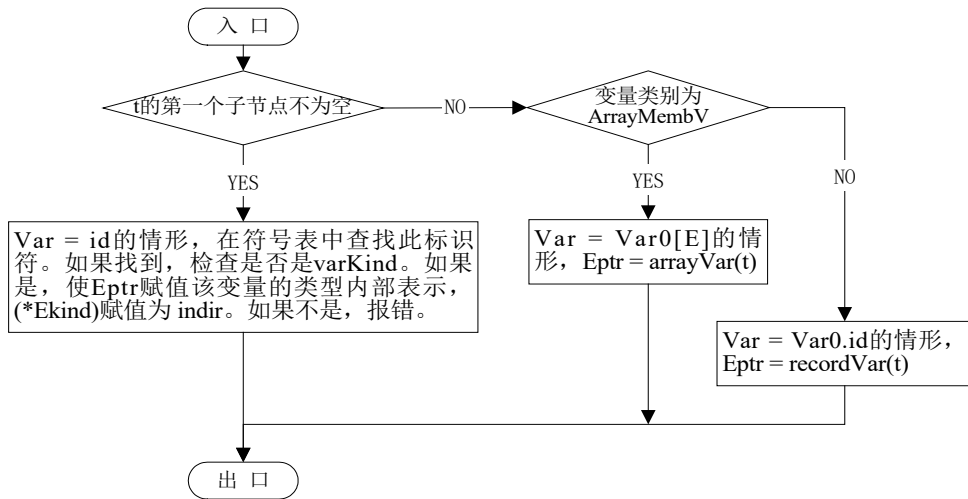 入 口
t的第一个子节点不为空
NO
变量类别为
ArrayMembV
YES
YES
NO
Var = id的情形，在符号表中查找此标识
符。如果找到，检查是否是varKind。如果
是，使Eptr赋值该变量的类型内部表示，
(*Ekind)赋值为 indir。如果不是，报错。
Var = Var0[E]的情
形，Eptr = arrayVar(t)
Var = Var0.id的情形，
Eptr = recordVar(t)
出 口